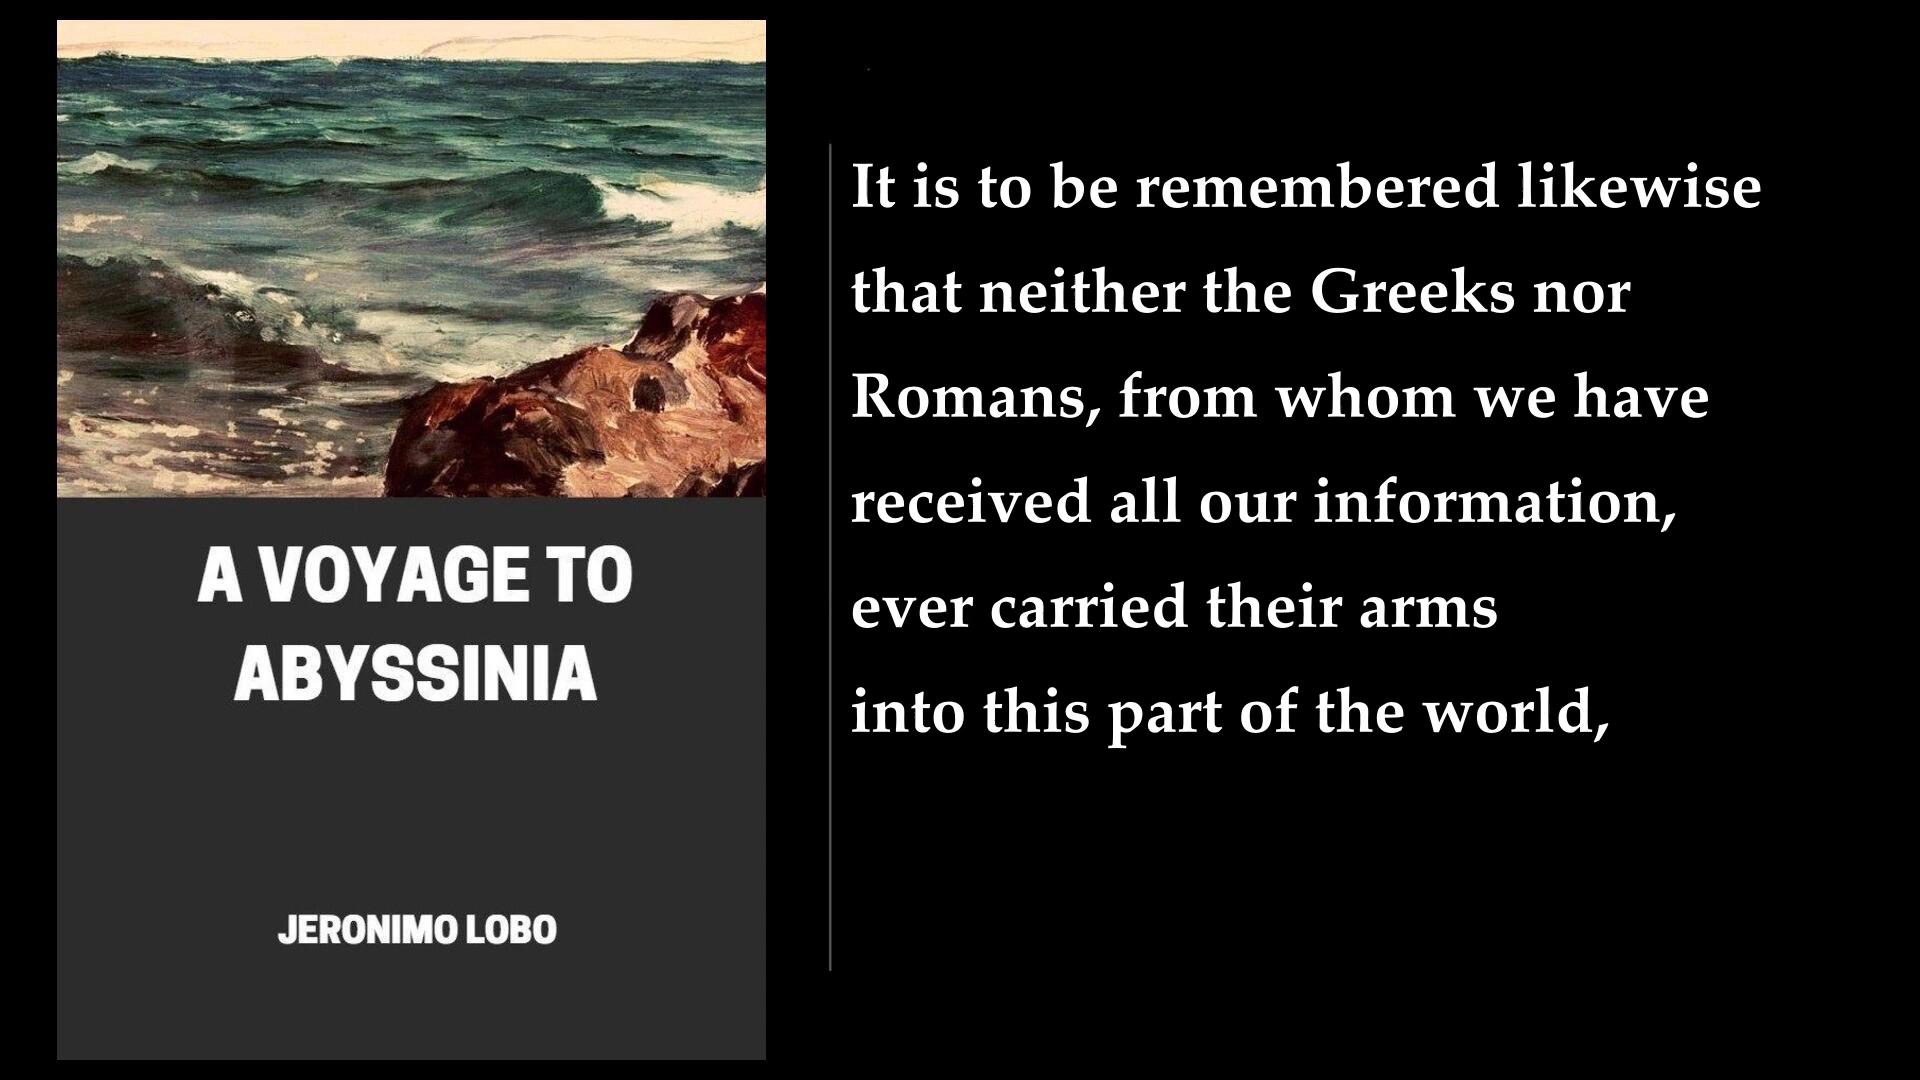 A VOYAGE TO
ABYSSINIA
JERONIMO LOBO
It is to be remembered likewise
that neither the Greeks nor
Romans, from whom we have
received all our information,
ever carried their arms
into this part of the world,